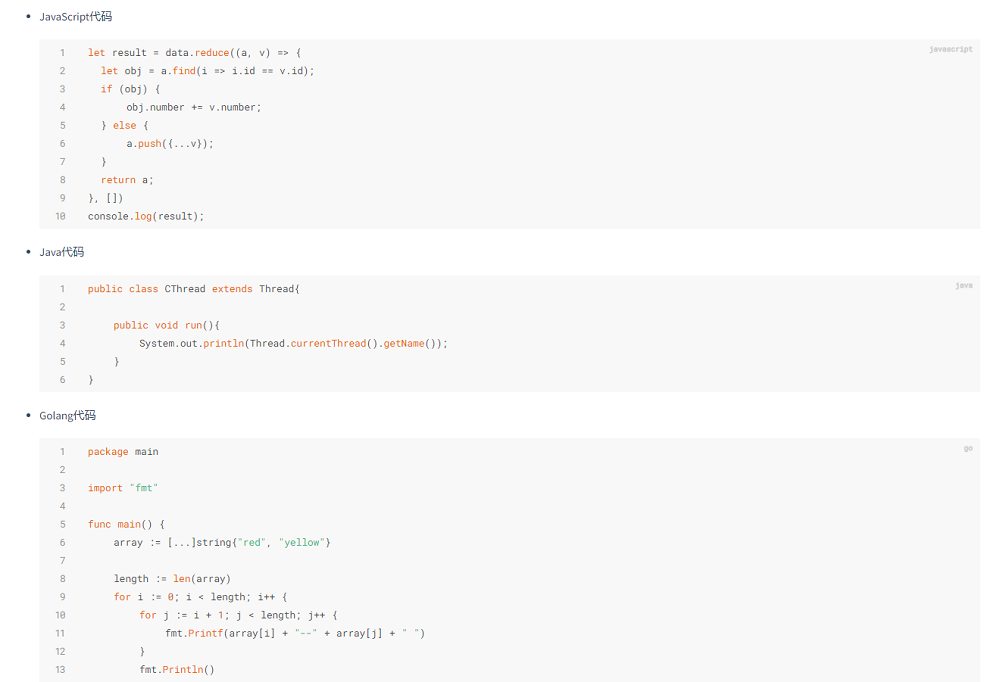 • JavaScript代码
javascript
1 let result = data.reduce((a, v) => {
2   let obj = a.find(i => i.id == v.id);
3   if (obj) {
4       obj.number += v.number;
5   } else {
6       a.push({...v});
7   }
8   return a;
9 }, [])
10 console.log(result);
• Java代码
java
1 public class CThread extends Thread{
2
3     public void run(){
4         System.out.println(Thread.currentThread().getName());
5     }
6 }
• Golang代码
go
1 package main
2
3 import "fmt"
4
5 func main() {
6     array := [...]string{"red", "yellow"}
7
8     length := len(array)
9     for i := 0; i < length; i++ {
10         for j := i + 1; j < length; j++ {
11             fmt.Printf(array[i] + "--" + array[j] + " ")
12         }
13         fmt.Println()